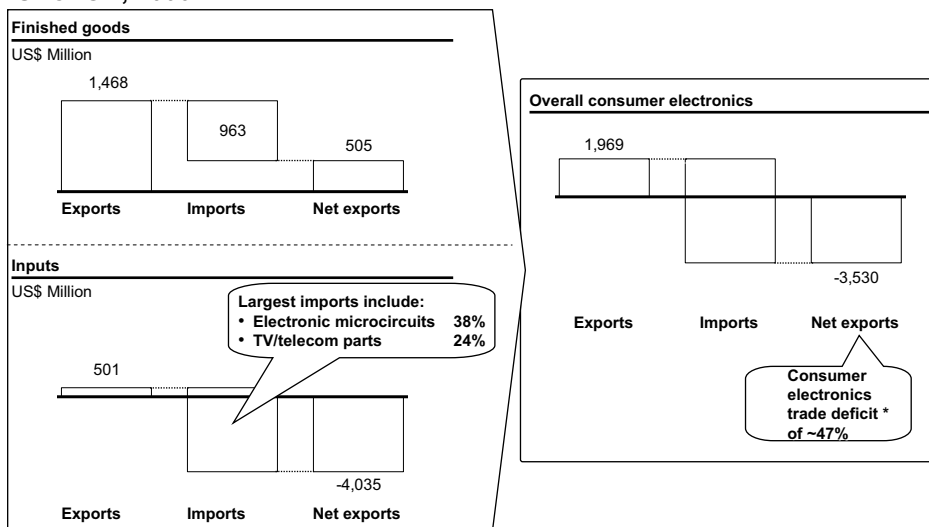 Finished goods
US$ Million
1,468
963
505
Exports Imports Net exports
Inputs
US$ Million
Largest imports include:
• Electronic microcircuits 38%
• TV/telecom parts 24%
501
-4,035
Exports Imports Net exports
Overall consumer electronics
1,969
-3,530
Exports Imports Net exports
Consumer
electronics
trade deficit *
of ~47%